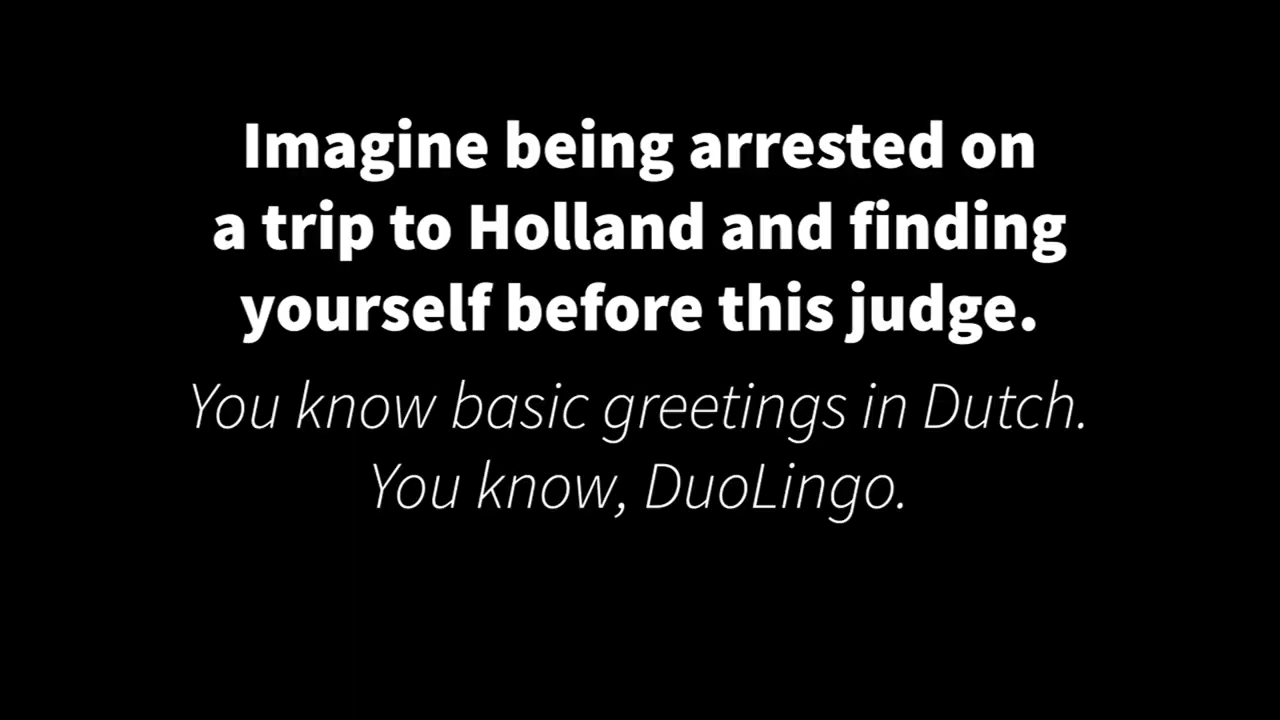 Imagine being arrested on
a trip to Holland and finding
yourself before this judge.
You know basic greetings in Dutch.
You know, DuoLingo.